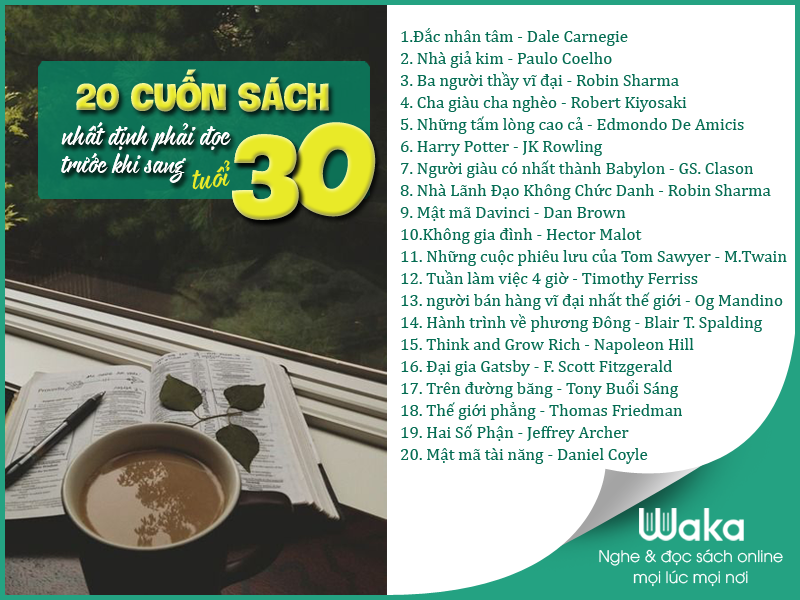 20 CUỐN SÁCH
nhất định phải đọc
trước khi sang
tuổi 30
1.Đắc nhân tâm - Dale Carnegie
2. Nhà giả kim - Paulo Coelho
3. Ba người thầy vĩ đại - Robin Sharma
4. Cha giàu cha nghèo - Robert Kiyosaki
5. Những tấm lòng cao cả - Edmondo De Amicis
6. Harry Potter - JK Rowling
7. Người giàu có nhất thành Babylon - GS. Clason
8. Nhà Lãnh Đạo Không Chức Danh - Robin Sharma
9. Mật mã Davinci - Dan Brown
10.Không gia đình - Hector Malot
11. Những cuộc phiêu lưu của Tom Sawyer - M.Twain
12. Tuần làm việc 4 giờ - Timothy Ferriss
13. người bán hàng vĩ đại nhất thế giới - Og Mandino
14. Hành trình về phương Đông - Blair T. Spalding
15. Think and Grow Rich - Napoleon Hill
16. Đại gia Gatsby - F. Scott Fitzgerald
17. Trên đường băng - Tony Buổi Sáng
18. Thế giới phẳng - Thomas Friedman
19. Hai Số Phận - Jeffrey Archer
20. Mật mã tài năng - Daniel Coyle
Waka
Nghe & đọc sách online
mọi lúc mọi nơi